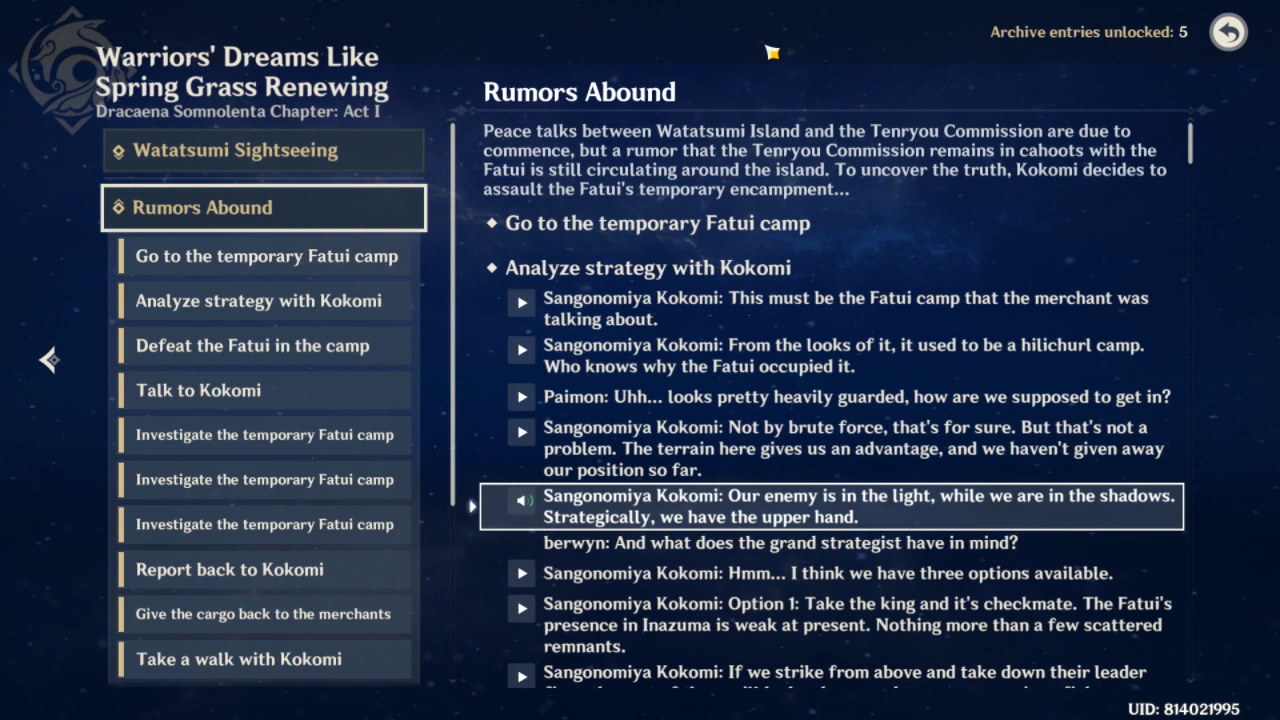 Archive entries unlocked: 5
Warriors' Dreams Like
Spring Grass Renewing
Dracaena Somnolenta Chapter: Act I
Watatsumi Sightseeing
Rumors Abound
Go to the temporary Fatui camp
Analyze strategy with Kokomi
Defeat the Fatui in the camp
Talk to Kokomi
Investigate the temporary Fatui camp
Investigate the temporary Fatui camp
Investigate the temporary Fatui camp
Report back to Kokomi
Give the cargo back to the merchants
Take a walk with Kokomi
Rumors Abound
Peace talks between Watatsumi Island and the Tenryou Commission are due to
commence, but a rumor that the Tenryou Commission remains in cahoots with the
Fatui is still circulating around the island. To uncover the truth, Kokomi decides to
assault the Fatui's temporary encampment...
Go to the temporary Fatui camp
Analyze strategy with Kokomi
Sangonomiya Kokomi: This must be the Fatui camp that the merchant was
talking about.
Sangonomiya Kokomi: From the looks of it, it used to be a hilichurl camp.
Who knows why the Fatui occupied it.
Paimon: Uhh... looks pretty heavily guarded, how are we supposed to get in?
Sangonomiya Kokomi: Not by brute force, that's for sure. But that's not a
problem. The terrain here gives us an advantage, and we haven't given away
our position so far.
Sangonomiya Kokomi: Our enemy is in the light, while we are in the shadows.
Strategically, we have the upper hand.
berwyn: And what does the grand strategist have in mind?
Sangonomiya Kokomi: Hmm... I think we have three options available.
Sangonomiya Kokomi: Option 1: Take the king and it's checkmate. The Fatui's
presence in Inazuma is weak at present. Nothing more than a few scattered
remnants.
Sangonomiya Kokomi: If we strike from above and take down their leader
UID: 814021995